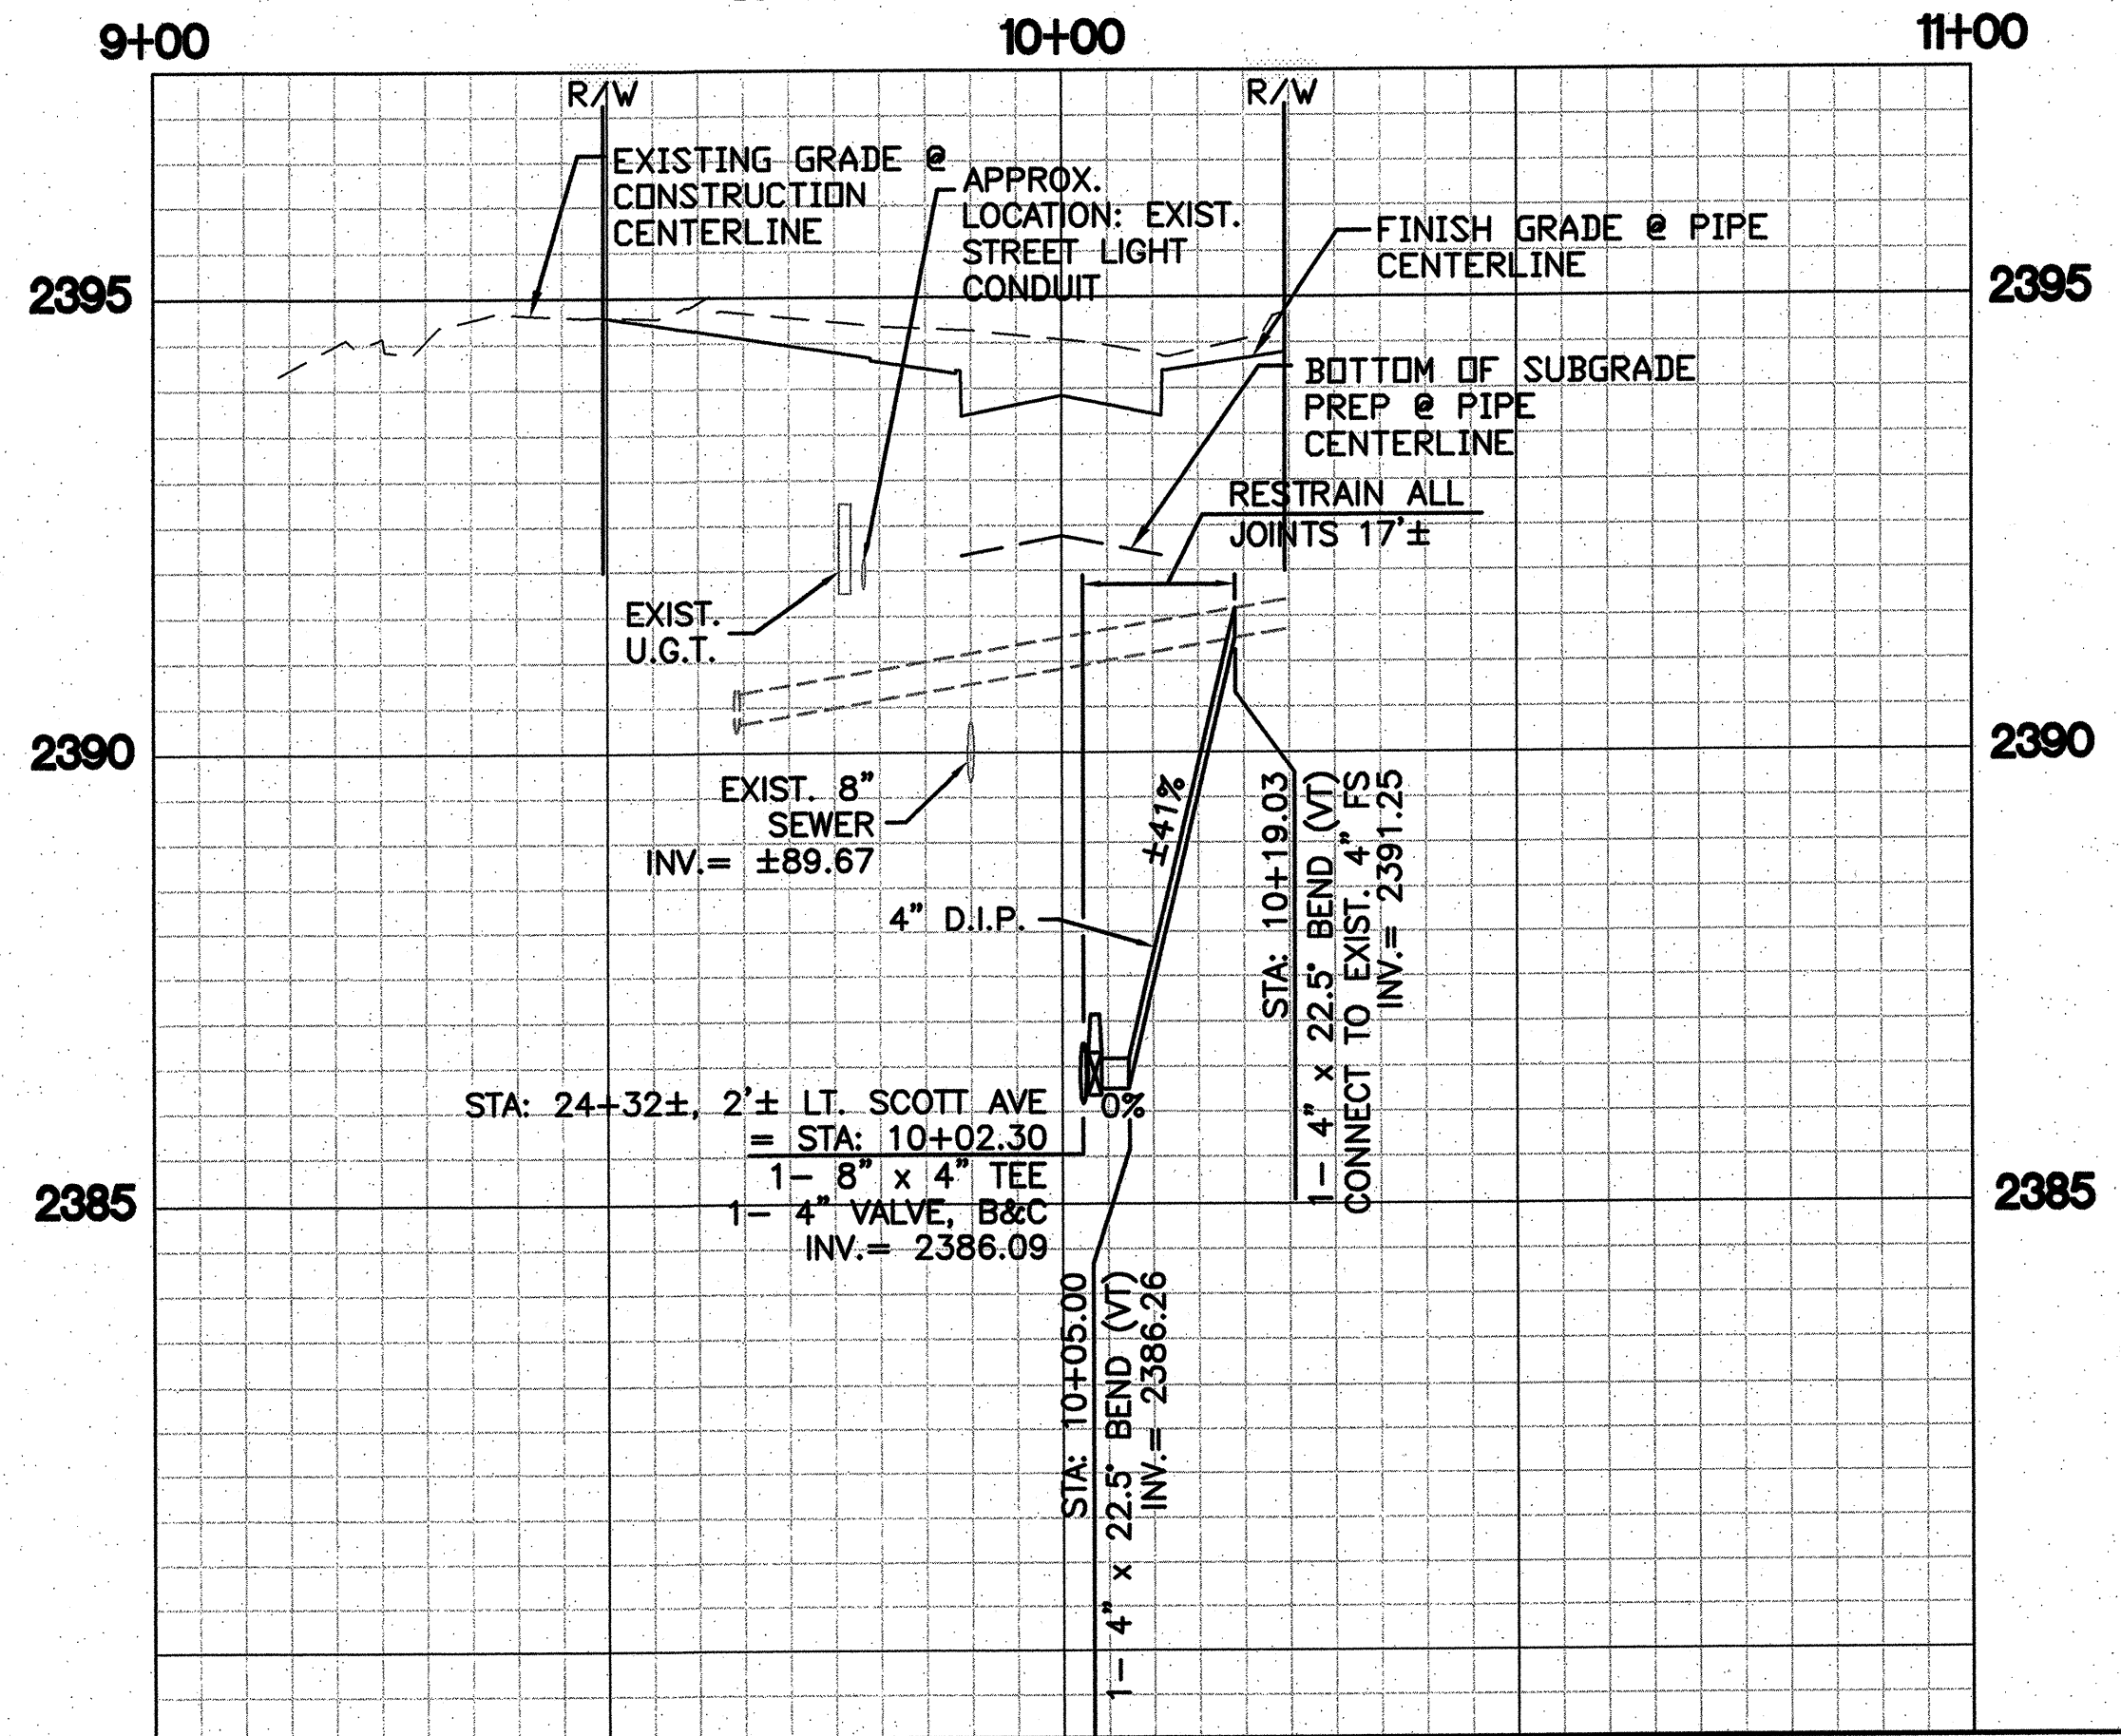 9+00
10+00
11+00
R/W
R/W
EXISTING GRADE @
CONSTRUCTION
CENTERLINE
APPROX.
LOCATION: EXIST.
STREET LIGHT
CONDUIT
FINISH GRADE @ PIPE
CENTERLINE
2395
2395
BOTTOM OF SUBGRADE
PREP @ PIPE
CENTERLINE
RESTRAIN ALL
JOINTS 17'±
EXIST.
U.G.T.
2390
2390
EXIST. 8"
SEWER
INV.= ±89.67
±41%
STA: 10+19.03
1- 4" x 22.5° BEND (VT)
CONNECT TO EXIST. 4" FS
INV.= 2391.25
4" D.I.P.
STA: 24+32±, 2'± LT. SCOTT AVE
= STA: 10+02.30
1- 8" x 4" TEE
1- 4" VALVE, B&C
INV.= 2386.09
0%
2385
2385
STA: 10+05.00
1- 4" x 22.5° BEND (VT)
INV.= 2386.26